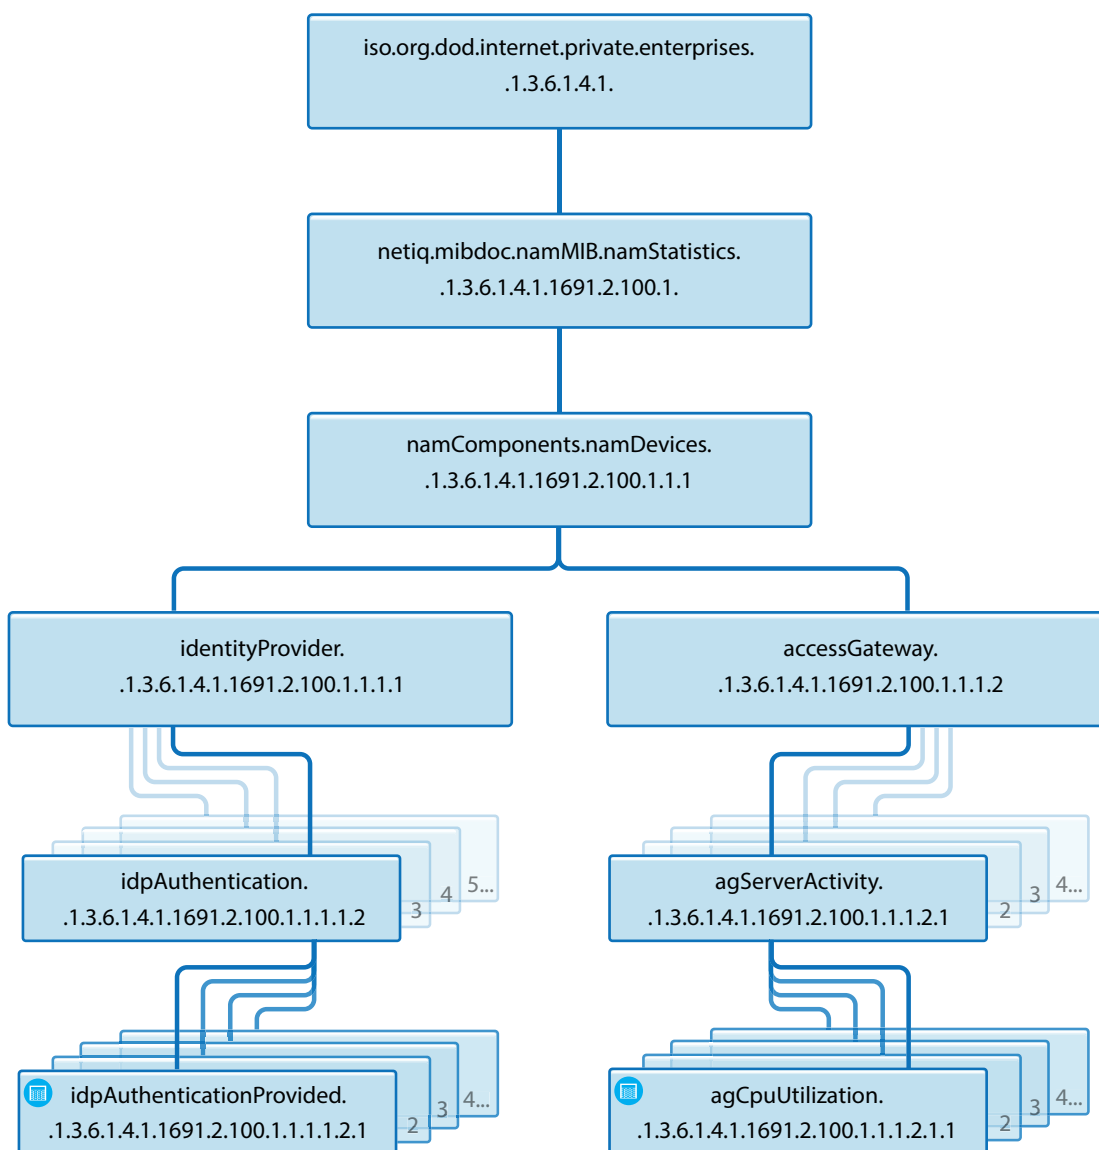 iso.org.dod.internet.private.enterprises.
.1.3.6.1.4.1.
netiq.mibdoc.namMIB.namStatistics.
.1.3.6.1.4.1.1691.2.100.1.
namComponents.namDevices.
.1.3.6.1.4.1.1691.2.100.1.1.1
identityProvider.
.1.3.6.1.4.1.1691.2.100.1.1.1.1
accessGateway.
.1.3.6.1.4.1.1691.2.100.1.1.1.2
idpAuthentication.
.1.3.6.1.4.1.1691.2.100.1.1.1.1.2
3
4
5...
agServerActivity.
.1.3.6.1.4.1.1691.2.100.1.1.1.2.1
2
3
4...
idpAuthenticationProvided.
.1.3.6.1.4.1.1691.2.100.1.1.1.1.2.1
2
3
4...
agCpuUtilization.
.1.3.6.1.4.1.1691.2.100.1.1.1.2.1.1
2
3
4...